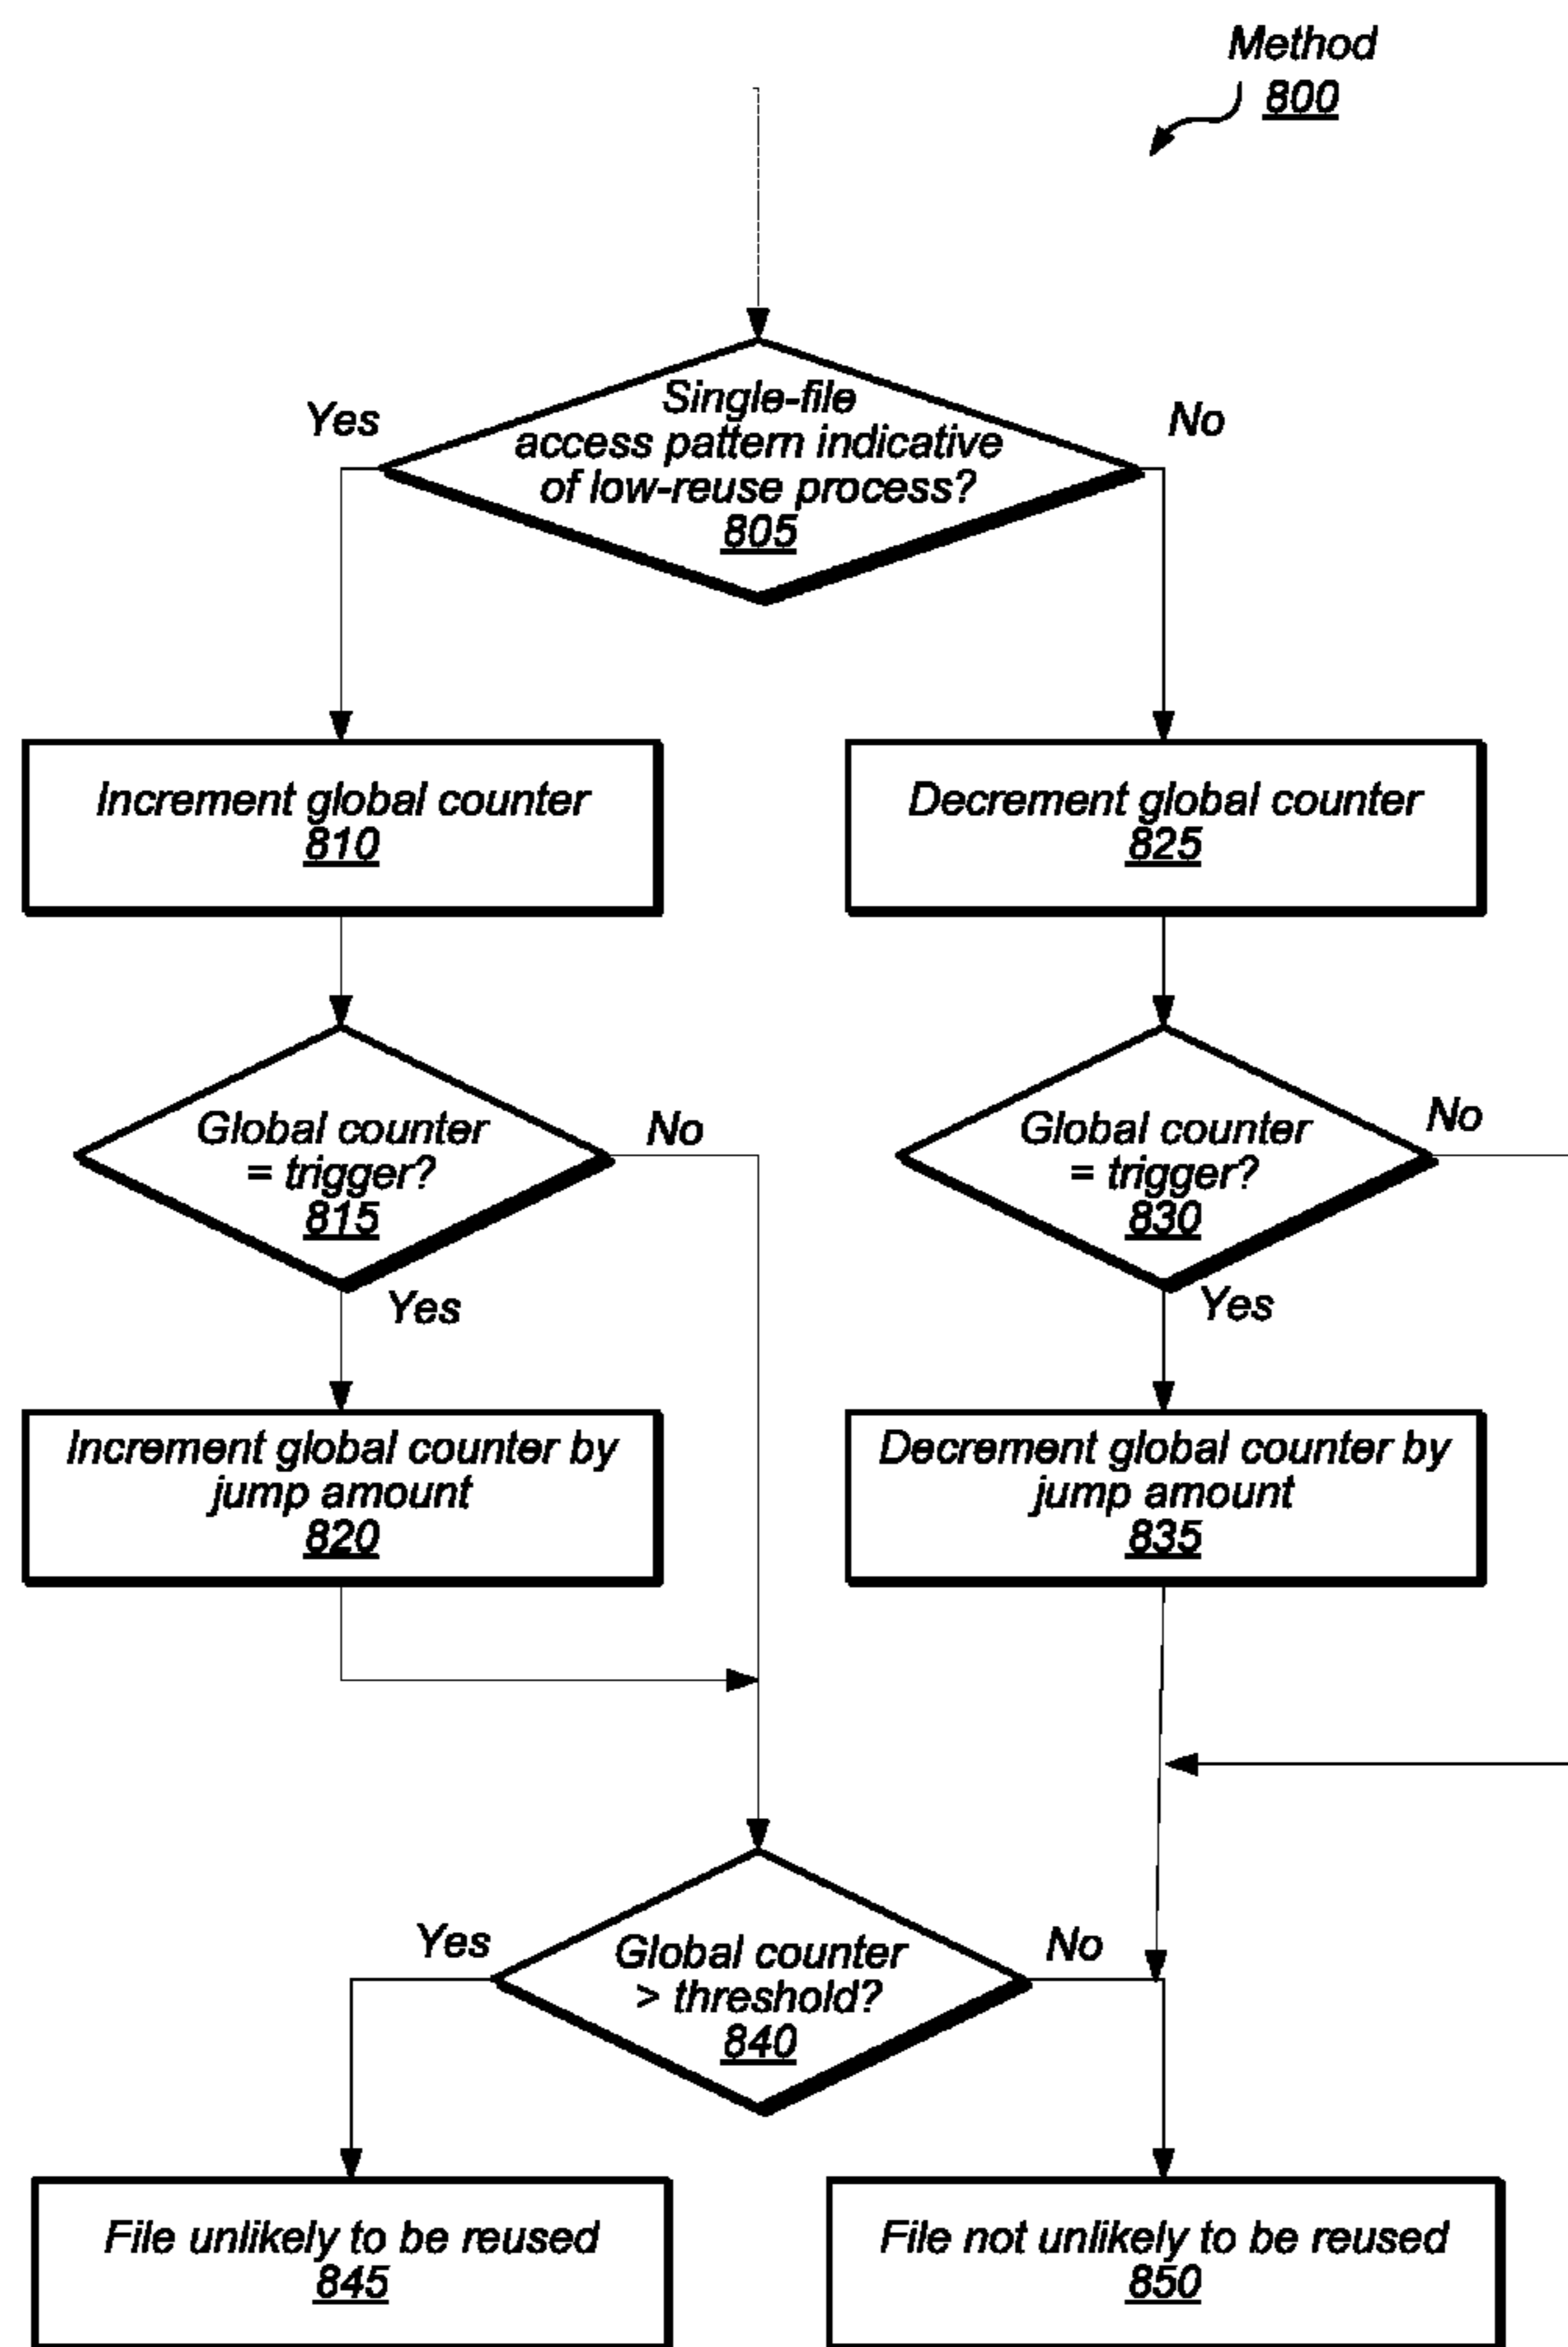 Method
800
Single-file
access pattern indicative
of low-reuse process?
805
Yes
No
Increment global counter
810
Decrement global counter
825
Global counter
= trigger?
815
No
Yes
Global counter
= trigger?
830
No
Yes
Increment global counter by
jump amount
820
Decrement global counter by
jump amount
835
Global counter
> threshold?
840
Yes
No
File unlikely to be reused
845
File not unlikely to be reused
850